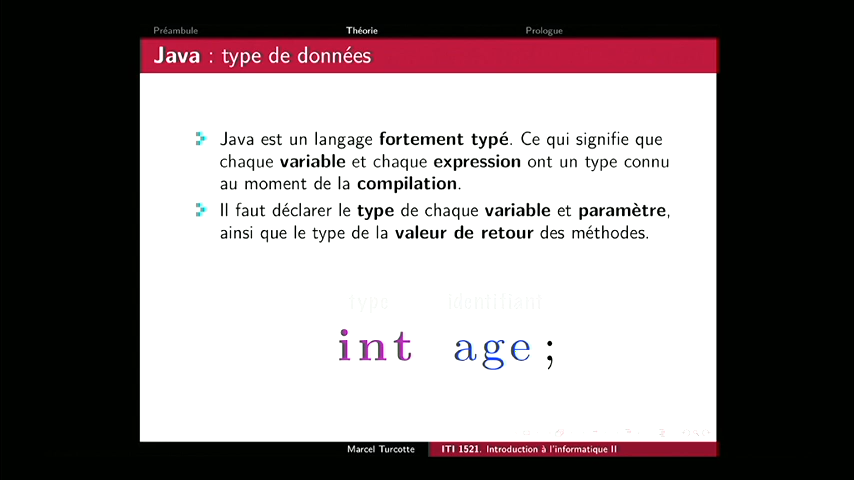 Préambule Théorie Prologue
Java : type de données
Java est un langage fortement typé. Ce qui signifie que
chaque variable et chaque expression ont un type connu
au moment de la compilation.
Il faut déclarer le type de chaque variable et paramètre,
ainsi que le type de la valeur de retour des méthodes.
type identifiant
int age ;
Marcel Turcotte ITI 1521. Introduction à l'informatique II